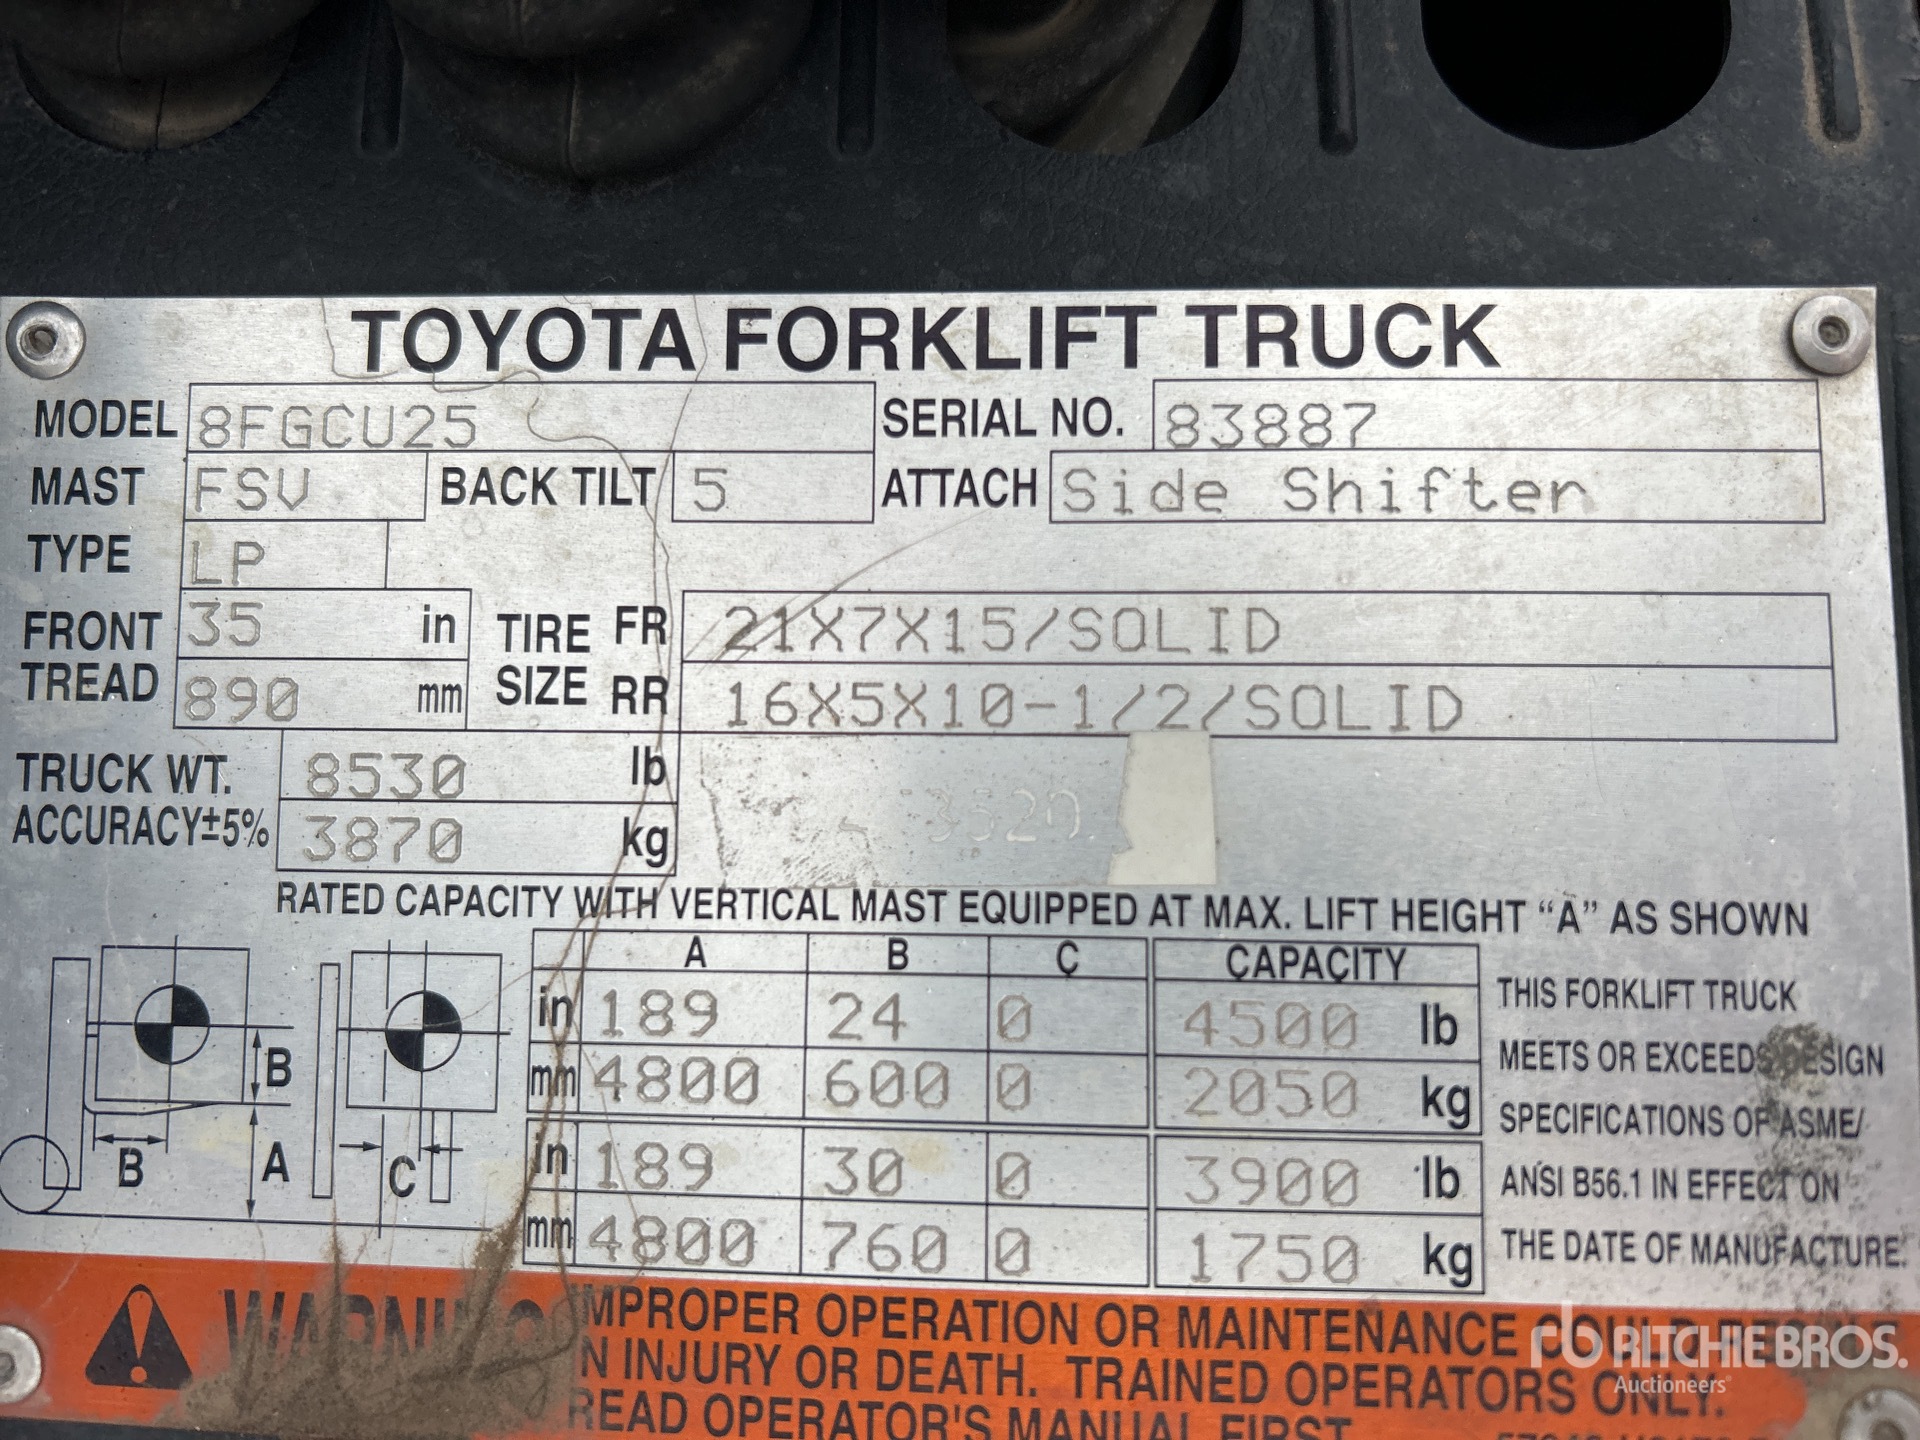 TOYOTA FORKLIFT TRUCK
MODEL 8FGCU25 SERIAL NO. 83887
MAST FSV BACK TILT 5 ATTACH Side Shifter
TYPE LP
FRONT TREAD 35 in TIRE SIZE FR 21X7X15/SOLID
890 mm RR 16X5X10-1/2/SOLID
TRUCK WT. 8530 lb
ACCURACY±5% 3870 kg
3520
RATED CAPACITY WITH VERTICAL MAST EQUIPPED AT MAX. LIFT HEIGHT “A” AS SHOWN
A B C CAPACITY
in 189 24 0 4500 lb
mm 4800 600 0 2050 kg
in 189 30 0 3900 lb
mm 4800 760 0 1750 kg
B
B A C
THIS FORKLIFT TRUCK
MEETS OR EXCEEDS DESIGN
SPECIFICATIONS OF ASME/
ANSI B56.1 IN EFFECT ON
THE DATE OF MANUFACTURE.
WARNING IMPROPER OPERATION OR MAINTENANCE COULD RESULT
IN INJURY OR DEATH. TRAINED OPERATORS ONLY.
READ OPERATOR'S MANUAL FIRST.
rb RITCHIE BROS.
Auctioneers